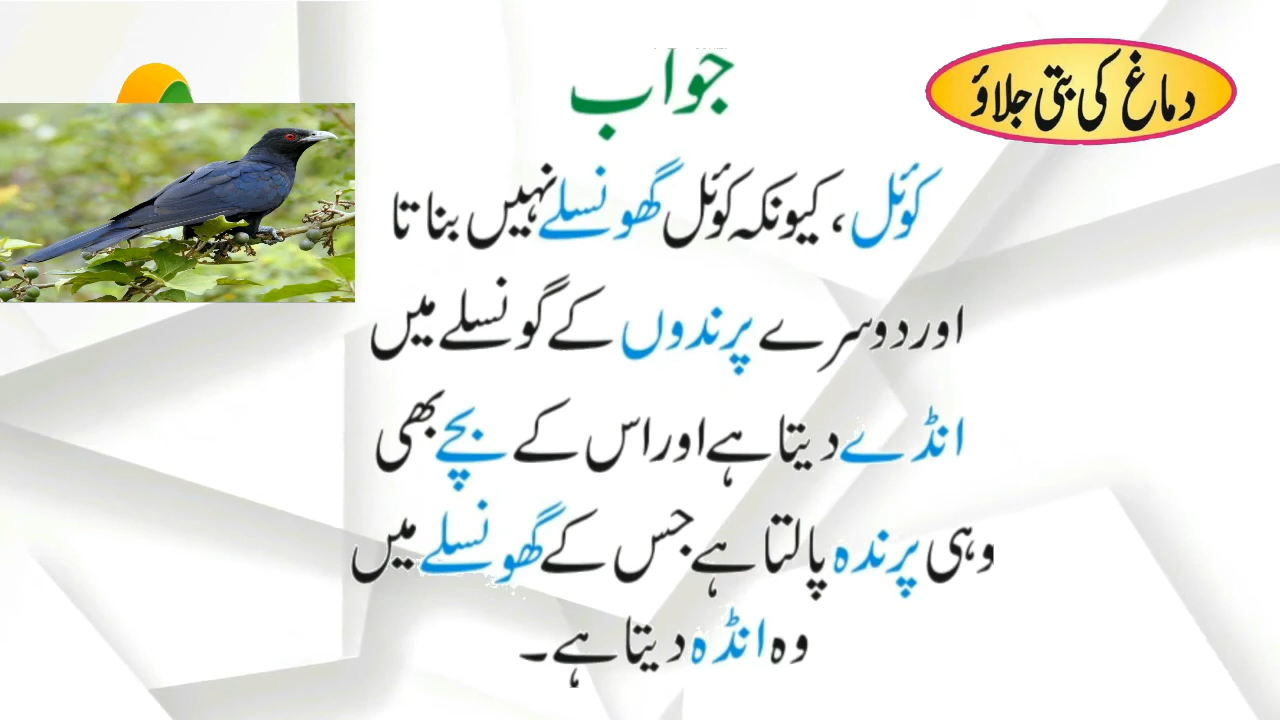 دماغ کی بتی جلاؤ
جواب
کوئل، کیونکہ کوئل گھونسلے نہیں بناتا
اور دوسرے پرندوں کے گونسلے میں
انڈے دیتا ہے اور اس کے بچے بھی
وہی پرندہ پالتا ہے جس کے گھونسلے میں
وہ انڈہ دیتا ہے۔